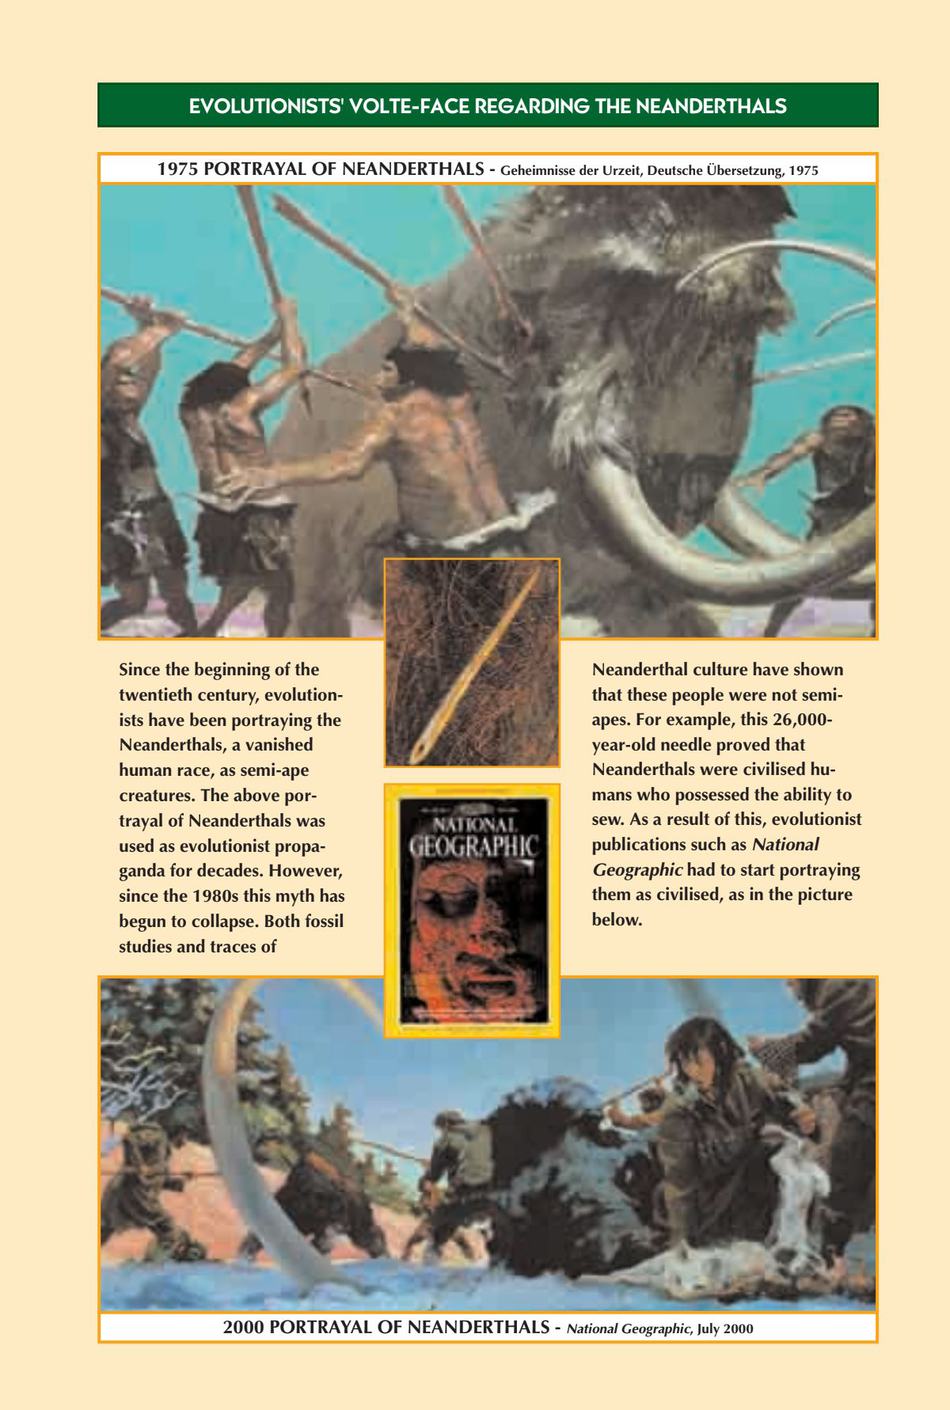 EVOLUTIONISTS' VOLTE-FACE REGARDING THE NEANDERTHALS
1975 PORTRAYAL OF NEANDERTHALS - Geheimnisse der Urzeit, Deutsche Übersetzung, 1975
Since the beginning of the
twentieth century, evolution-
ists have been portraying the
Neanderthals, a vanished
human race, as semi-ape
creatures. The above por-
trayal of Neanderthals was
used as evolutionist propa-
ganda for decades. However,
since the 1980s this myth has
begun to collapse. Both fossil
studies and traces of
NATIONAL
GEOGRAPHIC
Neanderthal culture have shown
that these people were not semi-
apes. For example, this 26,000-
year-old needle proved that
Neanderthals were civilised hu-
mans who possessed the ability to
sew. As a result of this, evolutionist
publications such as National
Geographic had to start portraying
them as civilised, as in the picture
below.
2000 PORTRAYAL OF NEANDERTHALS - National Geographic, July 2000